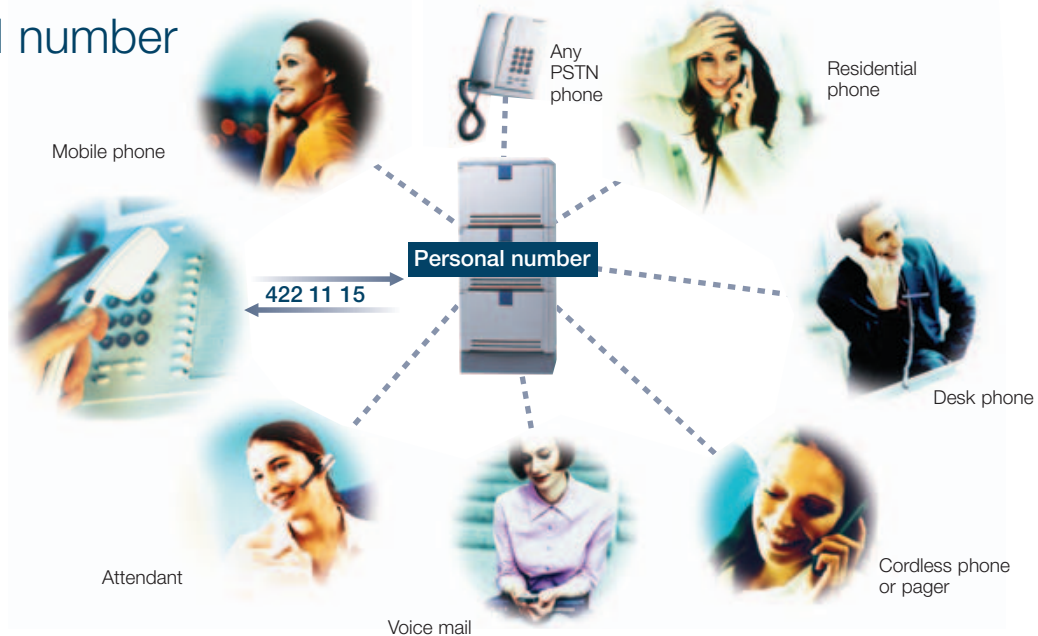 number
Any
PSTN
phone
Residential
phone
Mobile phone
Personal number
422 11 15
Desk phone
Attendant
Cordless phone
or pager
Voice mail